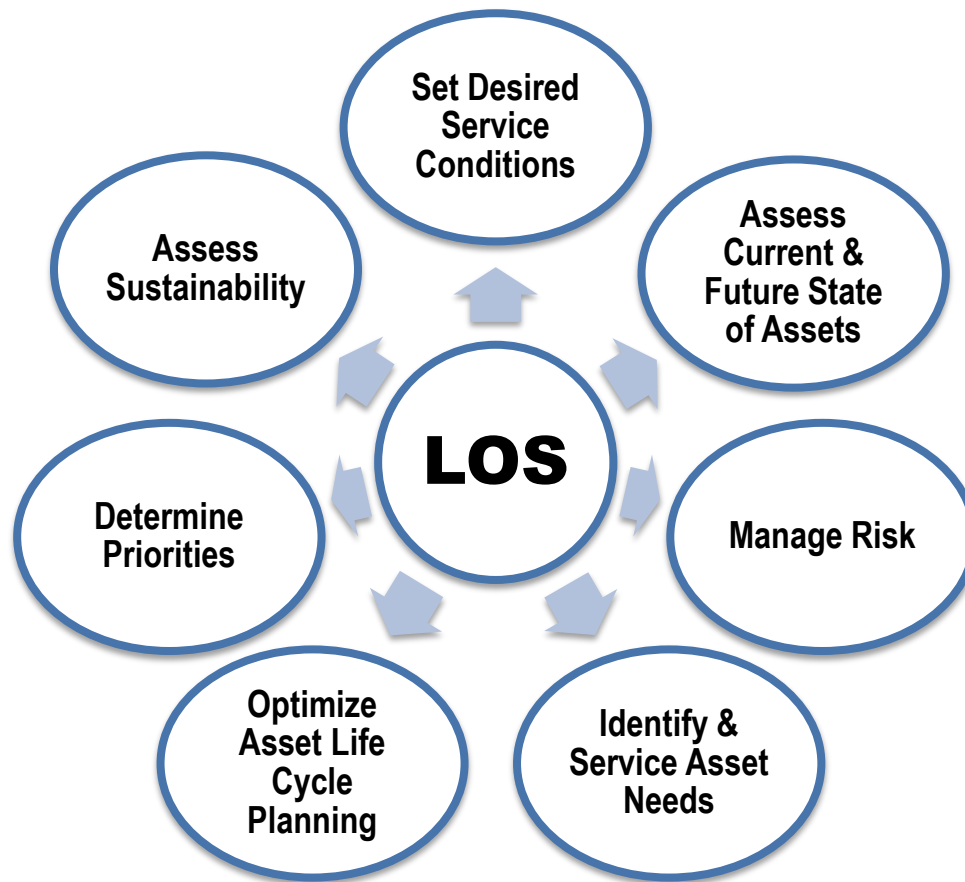 Set Desired
Service
Conditions
Assess
Current &
Future State
of Assets
Manage Risk
Identify &
Service Asset
Needs
Optimize
Asset Life
Cycle
Planning
Determine
Priorities
Assess
Sustainability
LOS